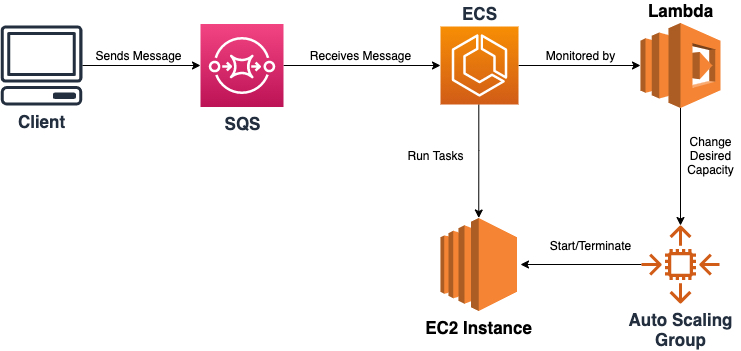 ECS
Lambda
Sends Message
Receives Message
Monitored by
Client
SQS
Run Tasks
Change
Desired
Capacity
Start/Terminate
EC2 Instance
Auto Scaling
Group